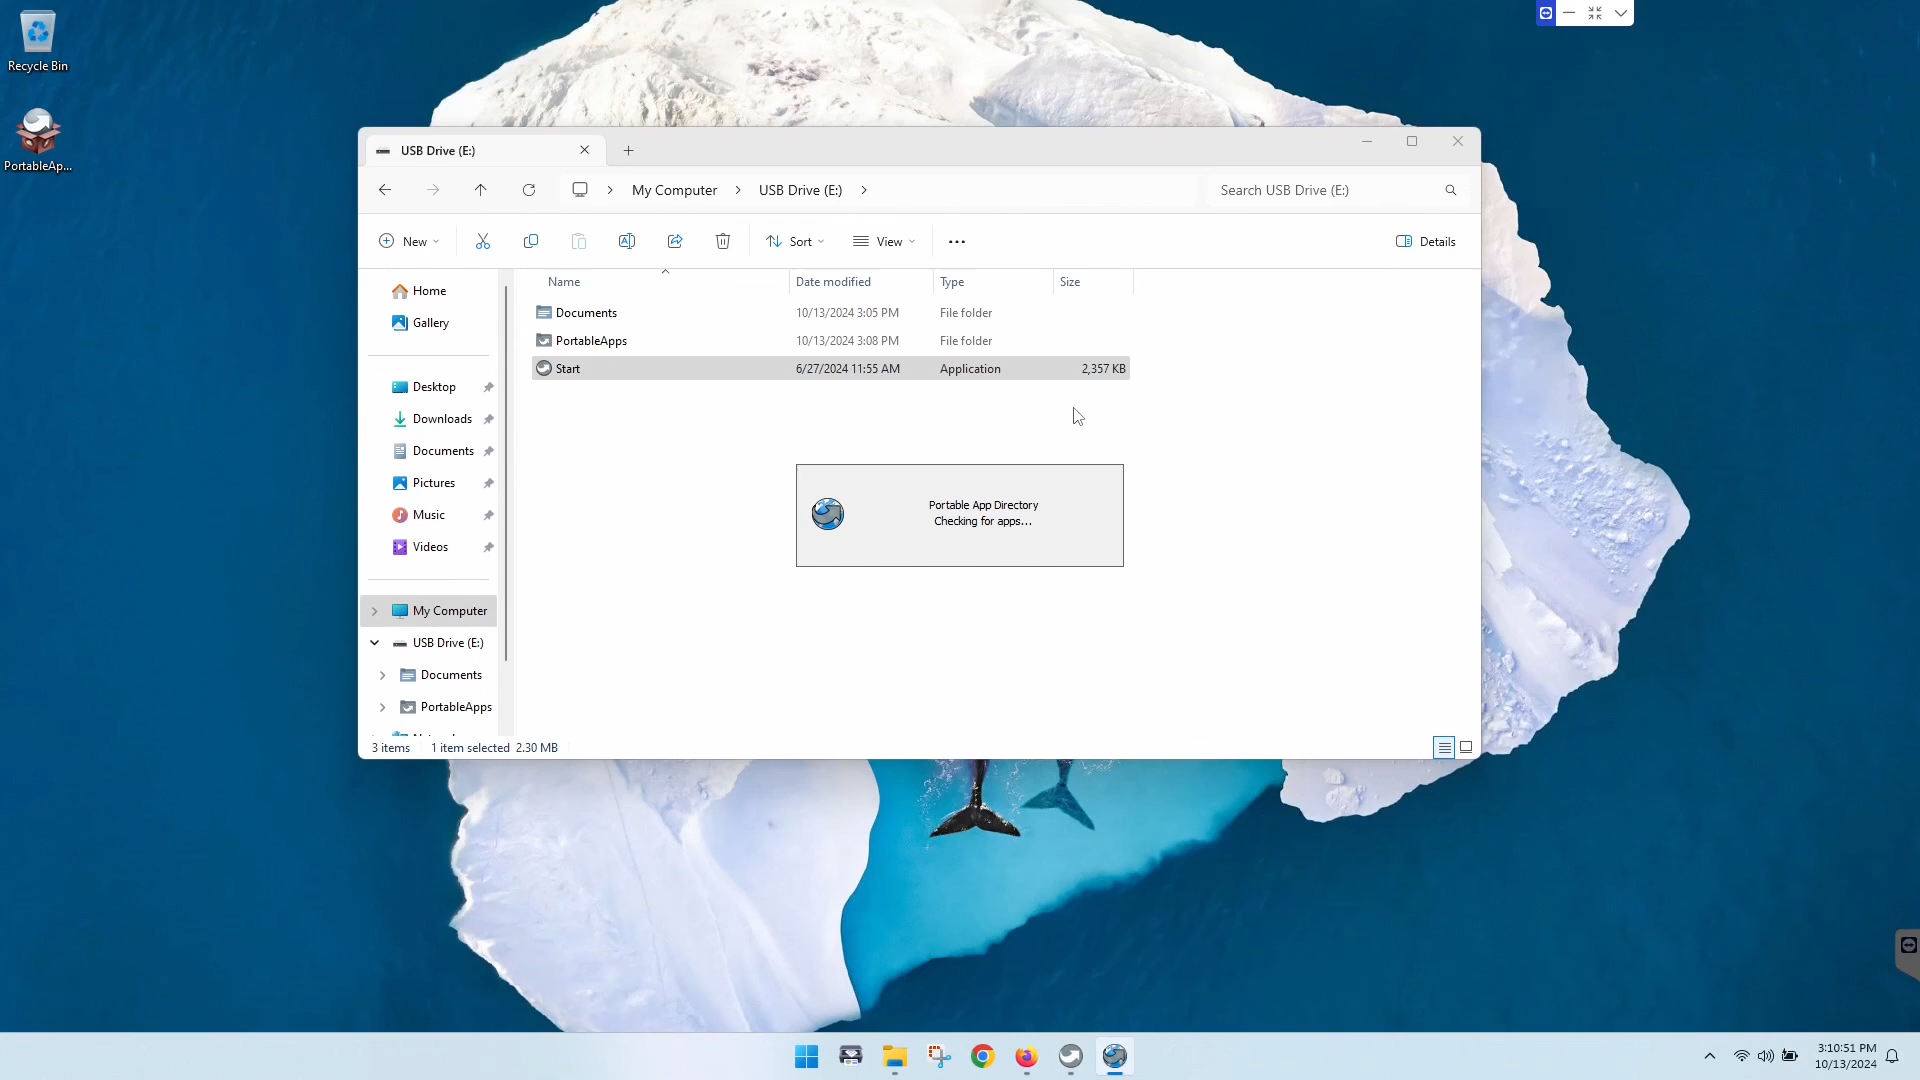 Recycle Bin
PortableAp...
USB Drive (E:)
My Computer
USB Drive (E:)
Search USB Drive (E:)
New
Sort
View
Details
Home
Gallery
Desktop
Downloads
Documents
Pictures
Music
Videos
My Computer
USB Drive (E:)
Documents
PortableApps
Name Date modified Type Size
Documents 10/13/2024 3:05 PM File folder
PortableApps 10/13/2024 3:08 PM File folder
Start 6/27/2024 11:55 AM Application 2,357 KB
Portable App Directory
Checking for apps...
3 items 1 item selected 2.30 MB
3:10:51 PM
10/13/2024